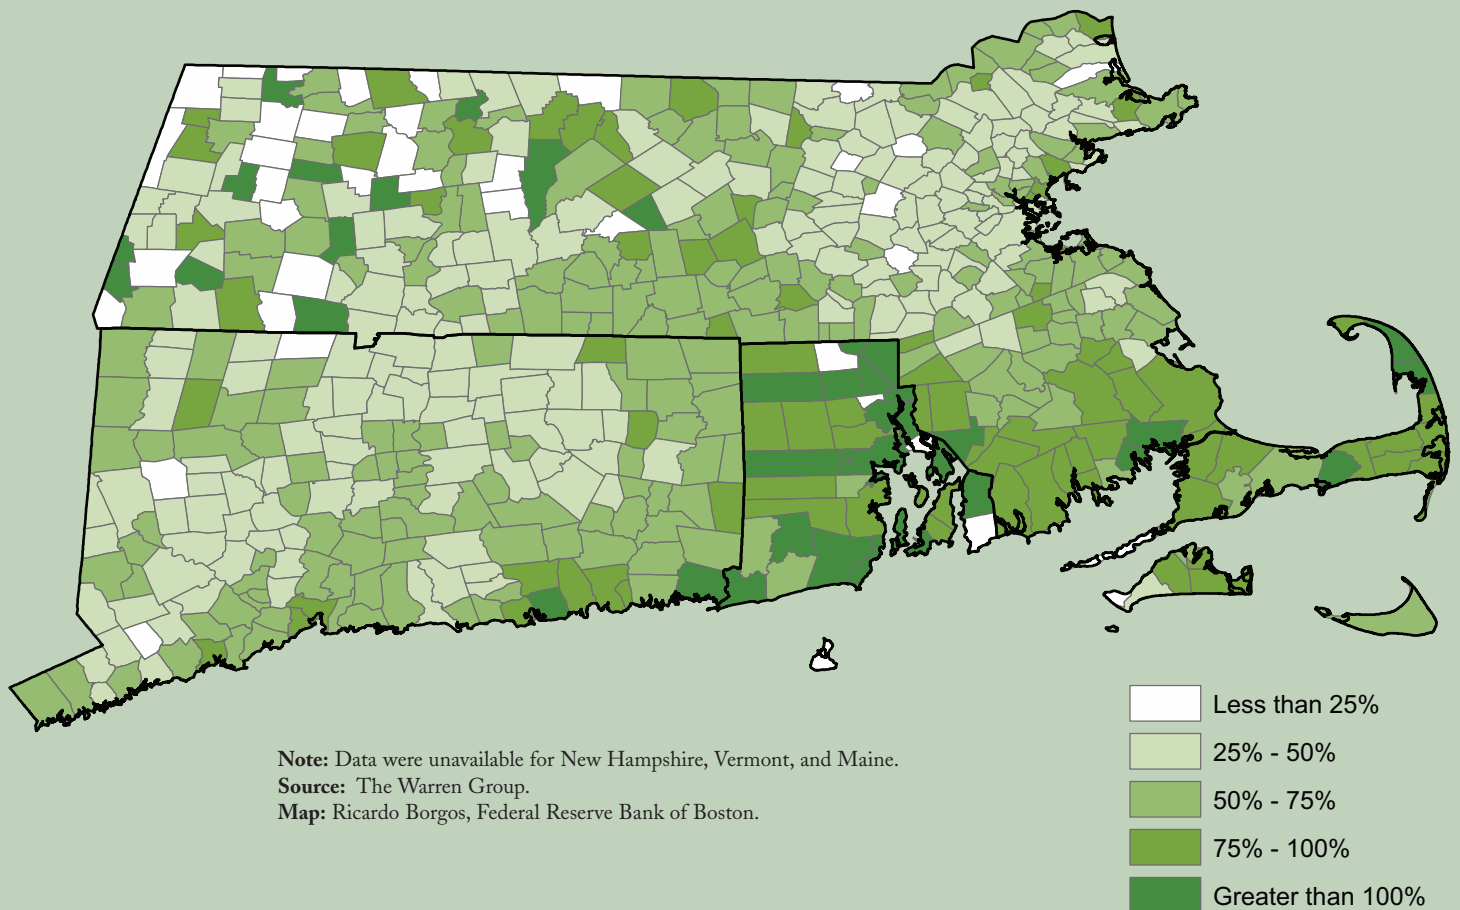 Note: Data were unavailable for New Hampshire, Vermont, and Maine.
Source: The Warren Group.
Map: Ricardo Borgos, Federal Reserve Bank of Boston.
Less than 25%
25% - 50%
50% - 75%
75% - 100%
Greater than 100%